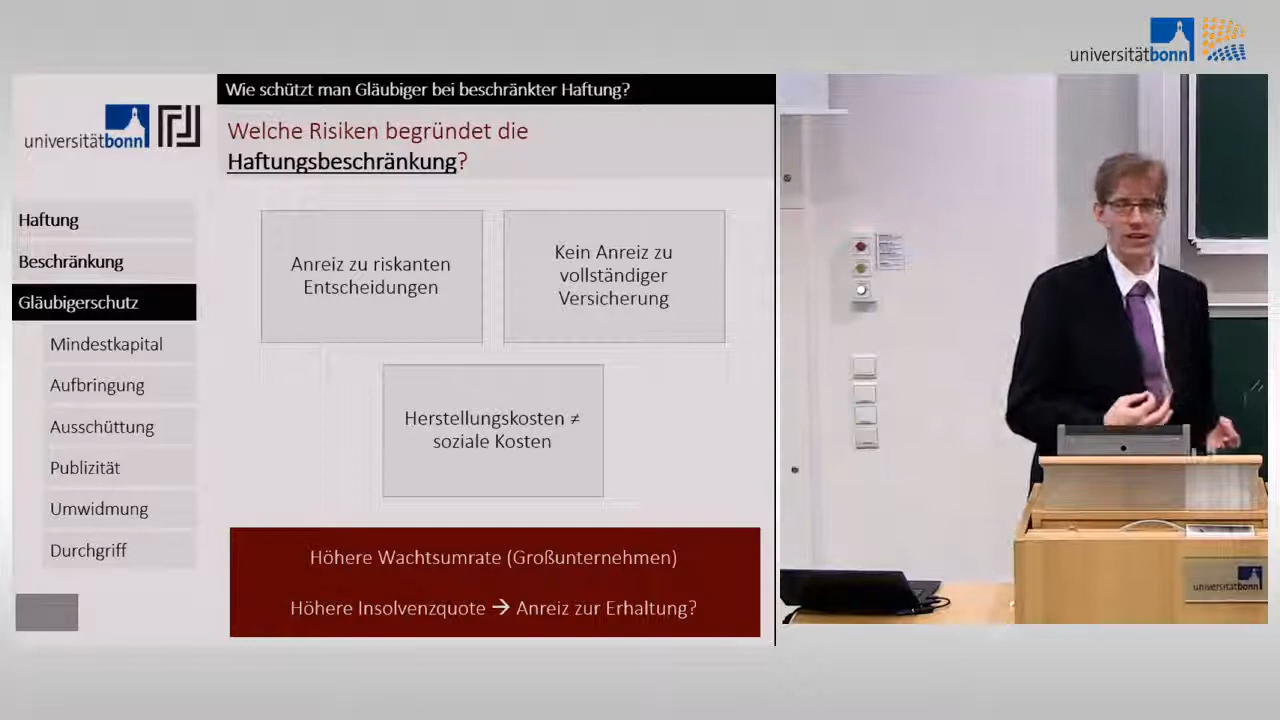 universitätbonn
universitätbonn
Haftung
Beschränkung
Gläubigerschutz
Mindestkapital
Aufbringung
Ausschüttung
Publizität
Umwidmung
Durchgriff
Wie schützt man Gläubiger bei beschränkter Haftung?
Welche Risiken begründet die
Haftungsbeschränkung?
Anreiz zu riskanten
Entscheidungen
Kein Anreiz zu
vollständiger
Versicherung
Herstellungskosten ≠
soziale Kosten
Höhere Wachtsumrate (Großunternehmen)
Höhere Insolvenzquote → Anreiz zur Erhaltung?
universitätbonn